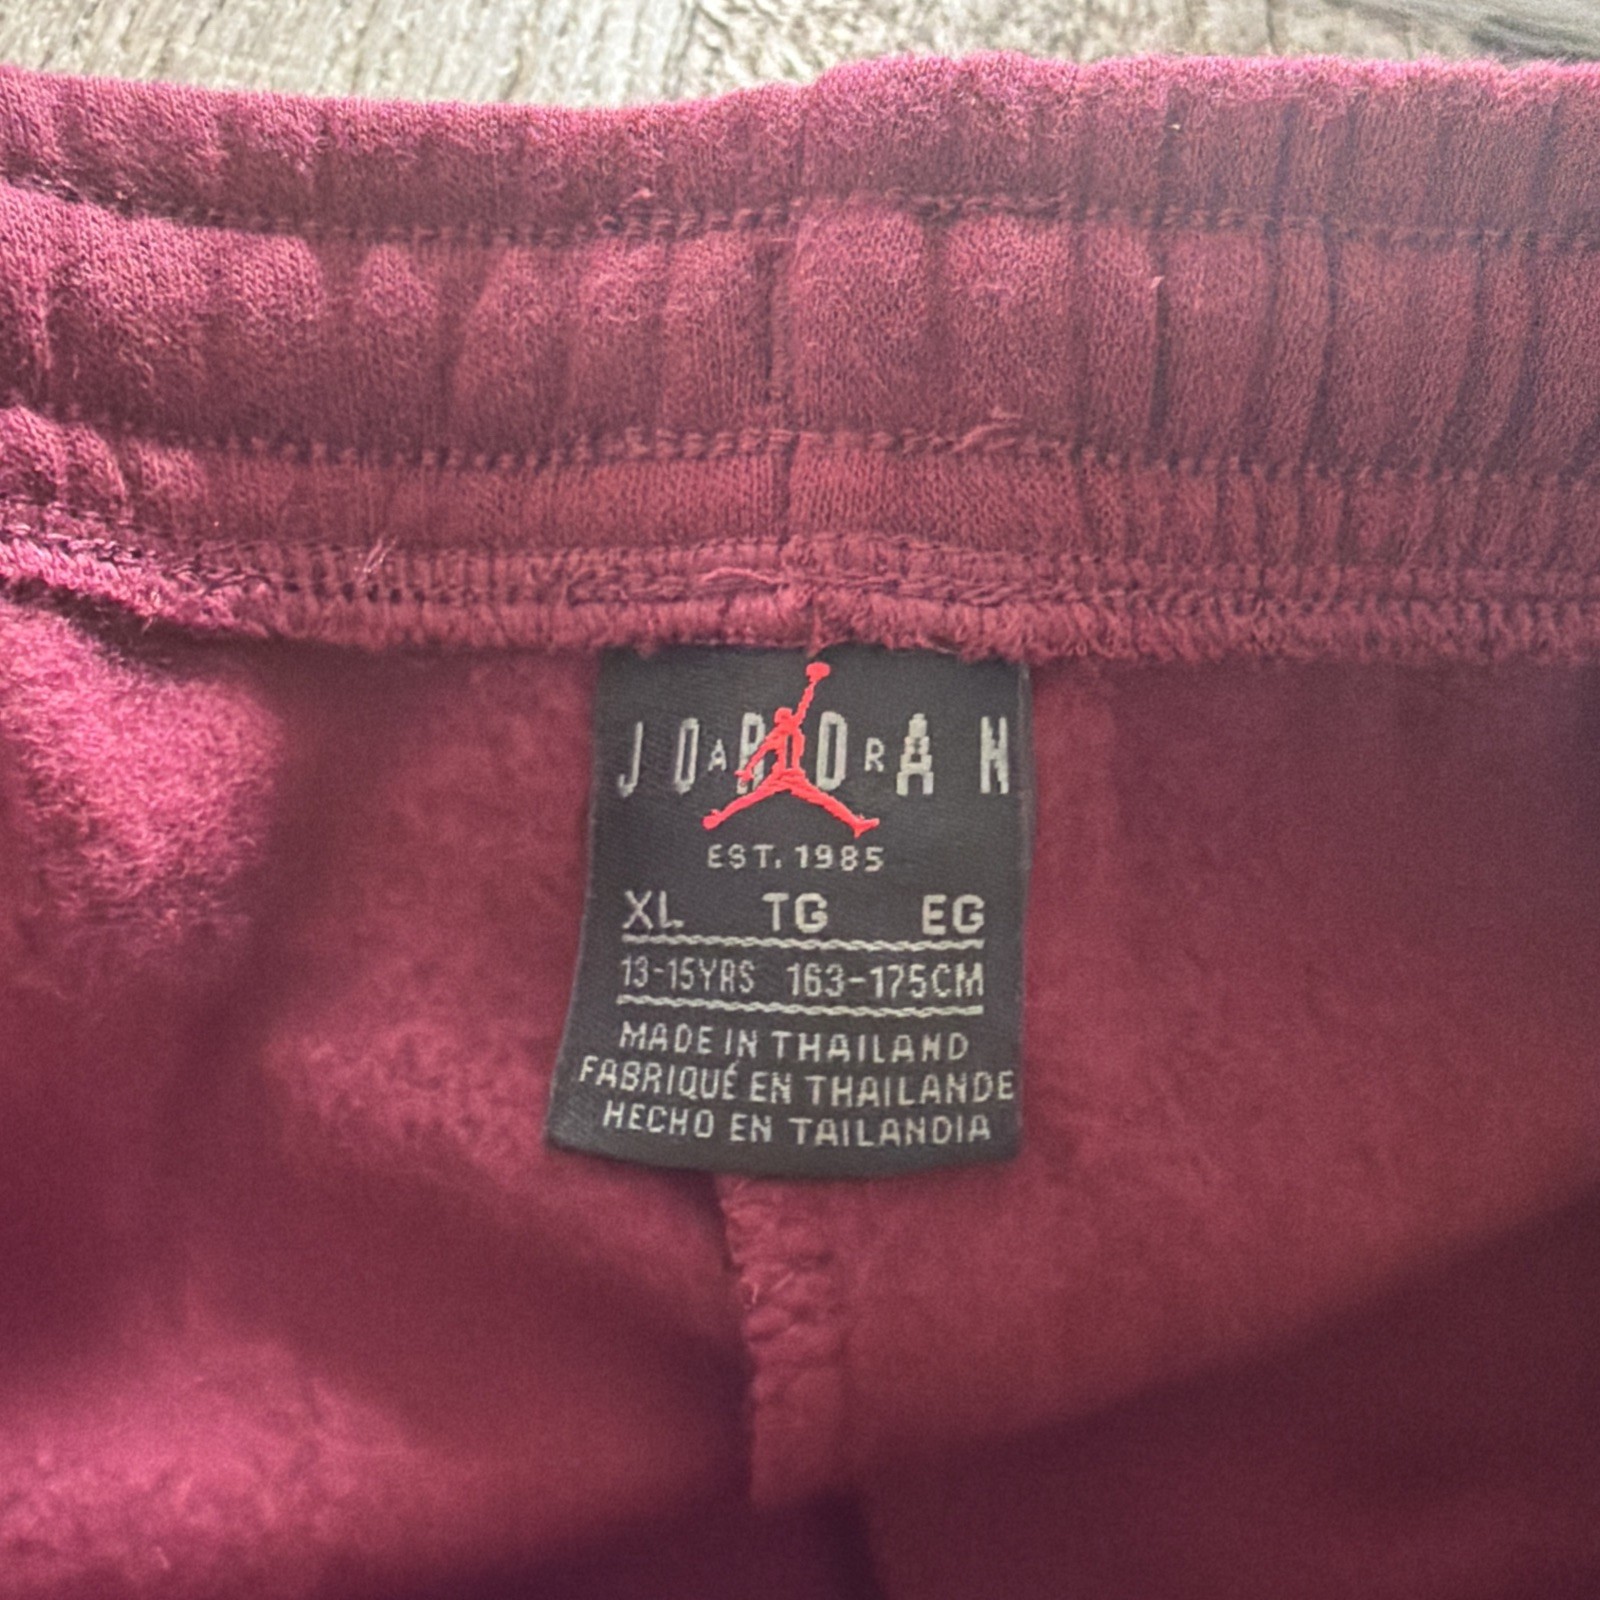 JORDAN
AIR
EST. 1985
XL TG EG
13-15YRS 163-175CM
MADE IN THAILAND
FABRIQUÉ EN THAILANDE
HECHO EN TAILANDIA